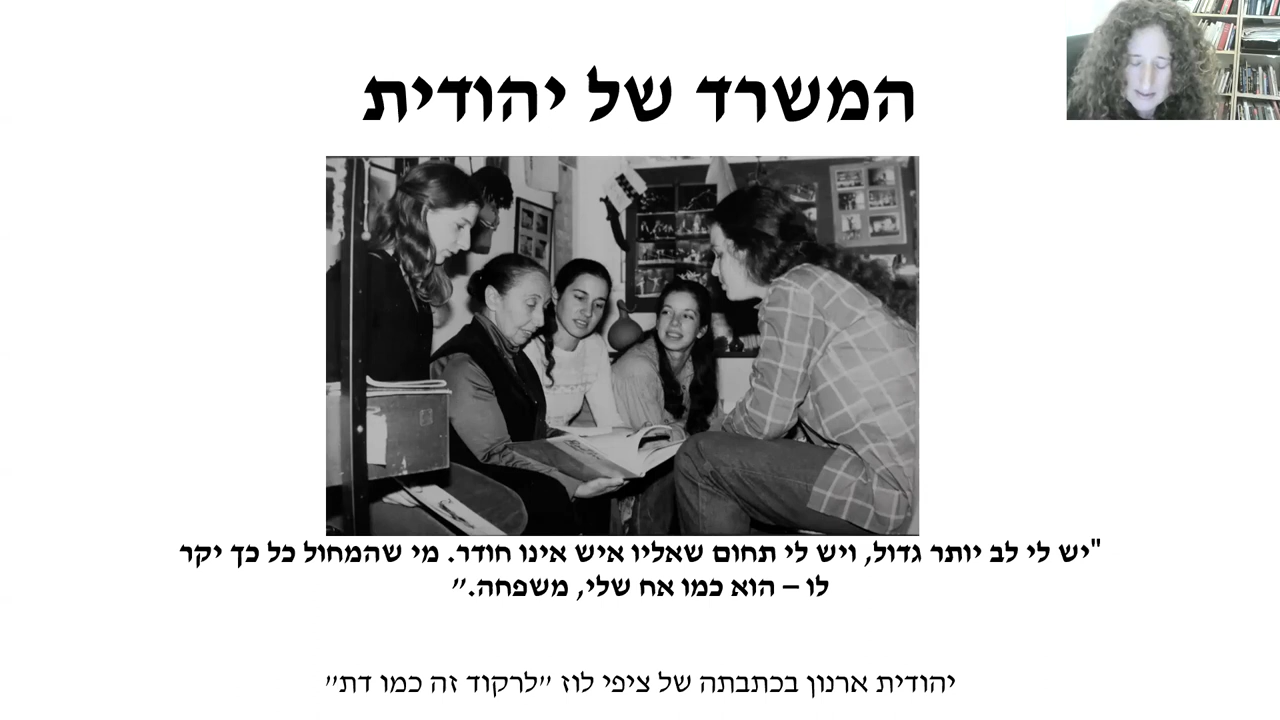 המשרד של יהודית
"יש לי לב יותר גדול, ויש לי תחום שאליו איש אינו חודר. מי שהמחול כל כך יקר
לו – הוא כמו אח שלי, משפחה.״
יהודית ארנון בכתבתה של ציפי לוז ״לרקוד זה כמו דת״